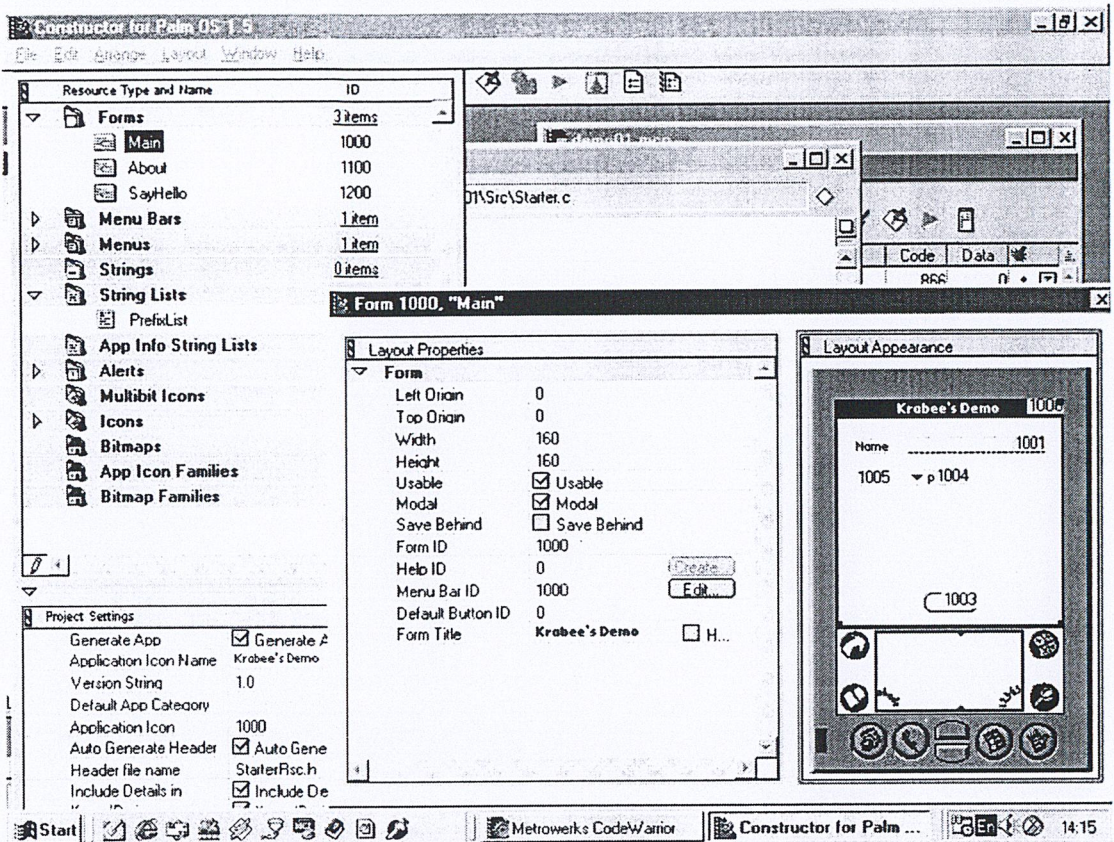 Constructor for Palm OS 1.5
File Edit Arrange Layout Window Help
Resource Type and Name ID
Forms 3 items
Main 1000
About 1100
SayHello 1200
Menu Bars 1 item
Menus 1 item
Strings 0 items
String Lists
PrefixList
App Info String Lists
Alerts
Multibit Icons
Icons
Bitmaps
App Icon Families
Bitmap Families
01\Src\Starter.c
Code Data
866 0
Form 1000, "Main"
Layout Properties
Form
Left Origin 0
Top Origin 0
Width 160
Height 160
Usable Usable
Modal Modal
Save Behind Save Behind
Form ID 1000
Help ID 0 Create...
Menu Bar ID 1000 Edit...
Default Button ID 0
Form Title Krabee's Demo H...
Layout Appearance
Krabee's Demo
Name 1001
1005 p 1004
1003
Project Settings
Generate App Generate A
Application Icon Name Krabee's Demo
Version String 1.0
Default App Category
Application Icon 1000
Auto Generate Header Auto Gene
Header file name StarterRsc.h
Include Details in Include De
Start
Metrowerks CodeWarrior
Constructor for Palm ...
En
14:15